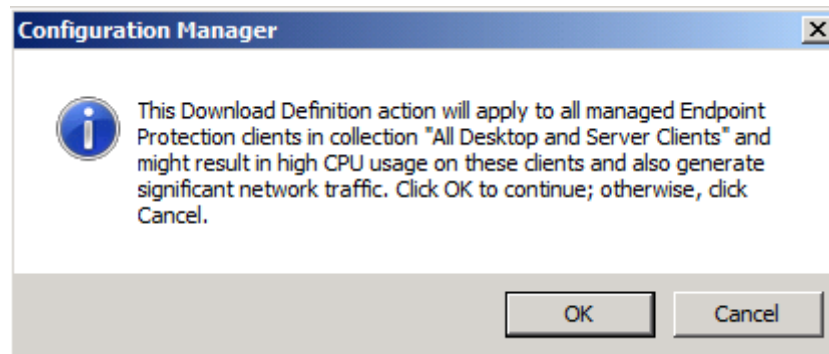 Configuration Manager
This Download Definition action will apply to all managed Endpoint
Protection clients in collection "All Desktop and Server Clients" and
might result in high CPU usage on these clients and also generate
significant network traffic. Click OK to continue; otherwise, click
Cancel.
OK
Cancel